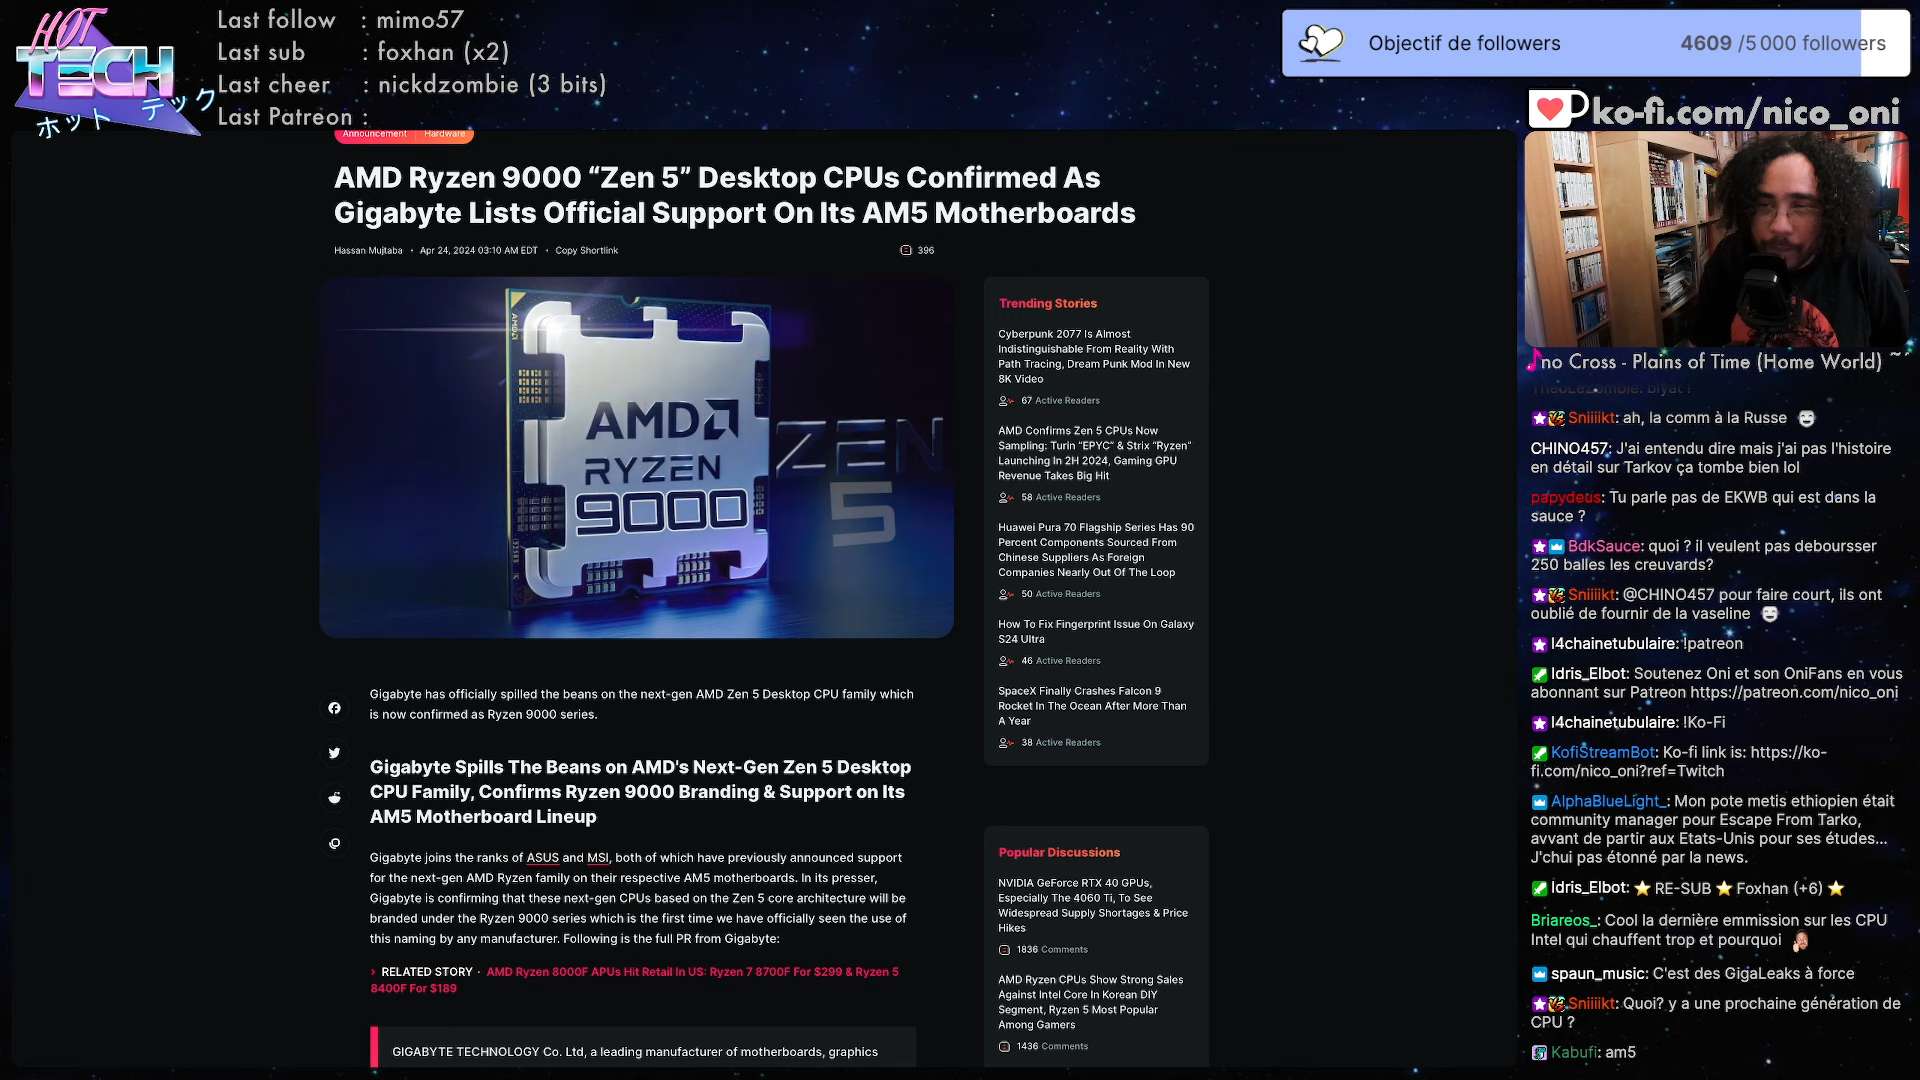 HOT
TECH
ホット テック
Last follow : mimo57
Last sub : foxhan (x2)
Last cheer : nickdzombie (3 bits)
Last Patreon :
Objectif de followers
4609 /5 000 followers
ko-fi.com/nico_oni
Announcement Hardware
AMD Ryzen 9000 “Zen 5” Desktop CPUs Confirmed As
Gigabyte Lists Official Support On Its AM5 Motherboards
Hassan Mujtaba • Apr 24, 2024 03:10 AM EDT • Copy Shortlink
396
AMD
AMD
RYZEN
9000
ZEN
5
Gigabyte has officially spilled the beans on the next-gen AMD Zen 5 Desktop CPU family which
is now confirmed as Ryzen 9000 series.
Gigabyte Spills The Beans on AMD's Next-Gen Zen 5 Desktop
CPU Family, Confirms Ryzen 9000 Branding & Support on Its
AM5 Motherboard Lineup
Gigabyte joins the ranks of ASUS and MSI, both of which have previously announced support
for the next-gen AMD Ryzen family on their respective AM5 motherboards. In its presser,
Gigabyte is confirming that these next-gen CPUs based on the Zen 5 core architecture will be
branded under the Ryzen 9000 series which is the first time we have officially seen the use of
this naming by any manufacturer. Following is the full PR from Gigabyte:
› RELATED STORY · AMD Ryzen 8000F APUs Hit Retail In US: Ryzen 7 8700F For $299 & Ryzen 5
8400F For $189
GIGABYTE TECHNOLOGY Co. Ltd, a leading manufacturer of motherboards, graphics
Trending Stories
Cyberpunk 2077 Is Almost
Indistinguishable From Reality With
Path Tracing, Dream Punk Mod In New
8K Video
67 Active Readers
AMD Confirms Zen 5 CPUs Now
Sampling: Turin “EPYC” & Strix “Ryzen”
Launching In 2H 2024, Gaming GPU
Revenue Takes Big Hit
58 Active Readers
Huawei Pura 70 Flagship Series Has 90
Percent Components Sourced From
Chinese Suppliers As Foreign
Companies Nearly Out Of The Loop
50 Active Readers
How To Fix Fingerprint Issue On Galaxy
S24 Ultra
46 Active Readers
SpaceX Finally Crashes Falcon 9
Rocket In The Ocean After More Than
A Year
38 Active Readers
Popular Discussions
NVIDIA GeForce RTX 40 GPUs,
Especially The 4060 Ti, To See
Widespread Supply Shortages & Price
Hikes
1836 Comments
AMD Ryzen CPUs Show Strong Sales
Against Intel Core In Korean DIY
Segment, Ryzen 5 Most Popular
Among Gamers
1436 Comments
no Cross - Plains of Time (Home World) ~
TheoLezombie: blyat !
Sniiiikt: ah, la comm à la Russe
CHINO457: J'ai entendu dire mais j'ai pas l'histoire
en détail sur Tarkov ça tombe bien lol
papydeus: Tu parle pas de EKWB qui est dans la
sauce ?
BdkSauce: quoi ? il veulent pas deboursser
250 balles les creuvards?
Sniiiikt: @CHINO457 pour faire court, ils ont
oublié de fournir de la vaseline
l4chainetubulaire: !patreon
Idris_Elbot: Soutenez Oni et son OniFans en vous
abonnant sur Patreon https://patreon.com/nico_oni
l4chainetubulaire: !Ko-Fi
KofiStreamBot: Ko-fi link is: https://ko-
fi.com/nico_oni?ref=Twitch
AlphaBlueLight_: Mon pote metis ethiopien était
community manager pour Escape From Tarko,
avvant de partir aux Etats-Unis pour ses études...
J'chui pas étonné par la news.
Idris_Elbot: ⭐ RE-SUB ⭐ Foxhan (+6) ⭐
Briareos_: Cool la dernière emmission sur les CPU
Intel qui chauffent trop et pourquoi
spaun_music: C'est des GigaLeaks à force
Sniiiikt: Quoi? y a une prochaine génération de
CPU ?
Kabufi: am5